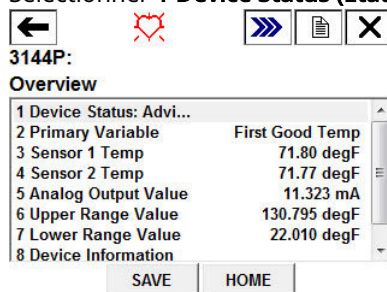 3144P:
Overview
1 Device Status: Advi...
2 Primary Variable First Good Temp
3 Sensor 1 Temp 71.80 degF
4 Sensor 2 Temp 71.77 degF
5 Analog Output Value 11.323 mA
6 Upper Range Value 130.795 degF
7 Lower Range Value 22.010 degF
8 Device Information
SAVE HOME